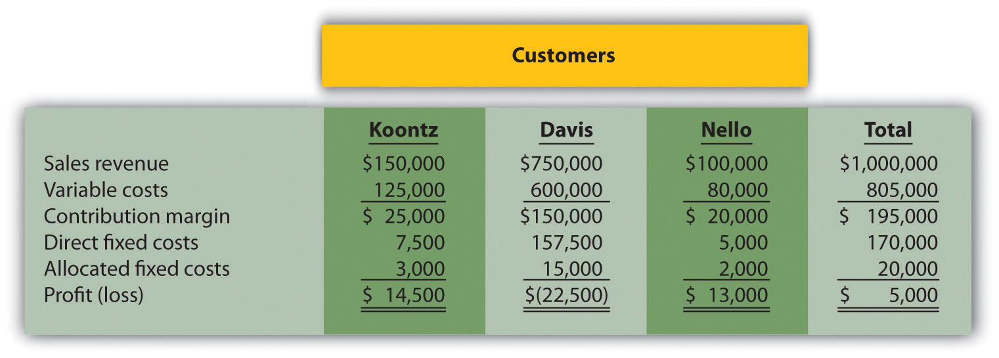 Customers
Koontz Davis Nello Total
Sales revenue $150,000 $750,000 $100,000 $1,000,000
Variable costs 125,000 600,000 80,000 805,000
Contribution margin $ 25,000 $150,000 $ 20,000 $ 195,000
Direct fixed costs 7,500 157,500 5,000 170,000
Allocated fixed costs 3,000 15,000 2,000 20,000
Profit (loss) $ 14,500 $(22,500) $ 13,000 $ 5,000